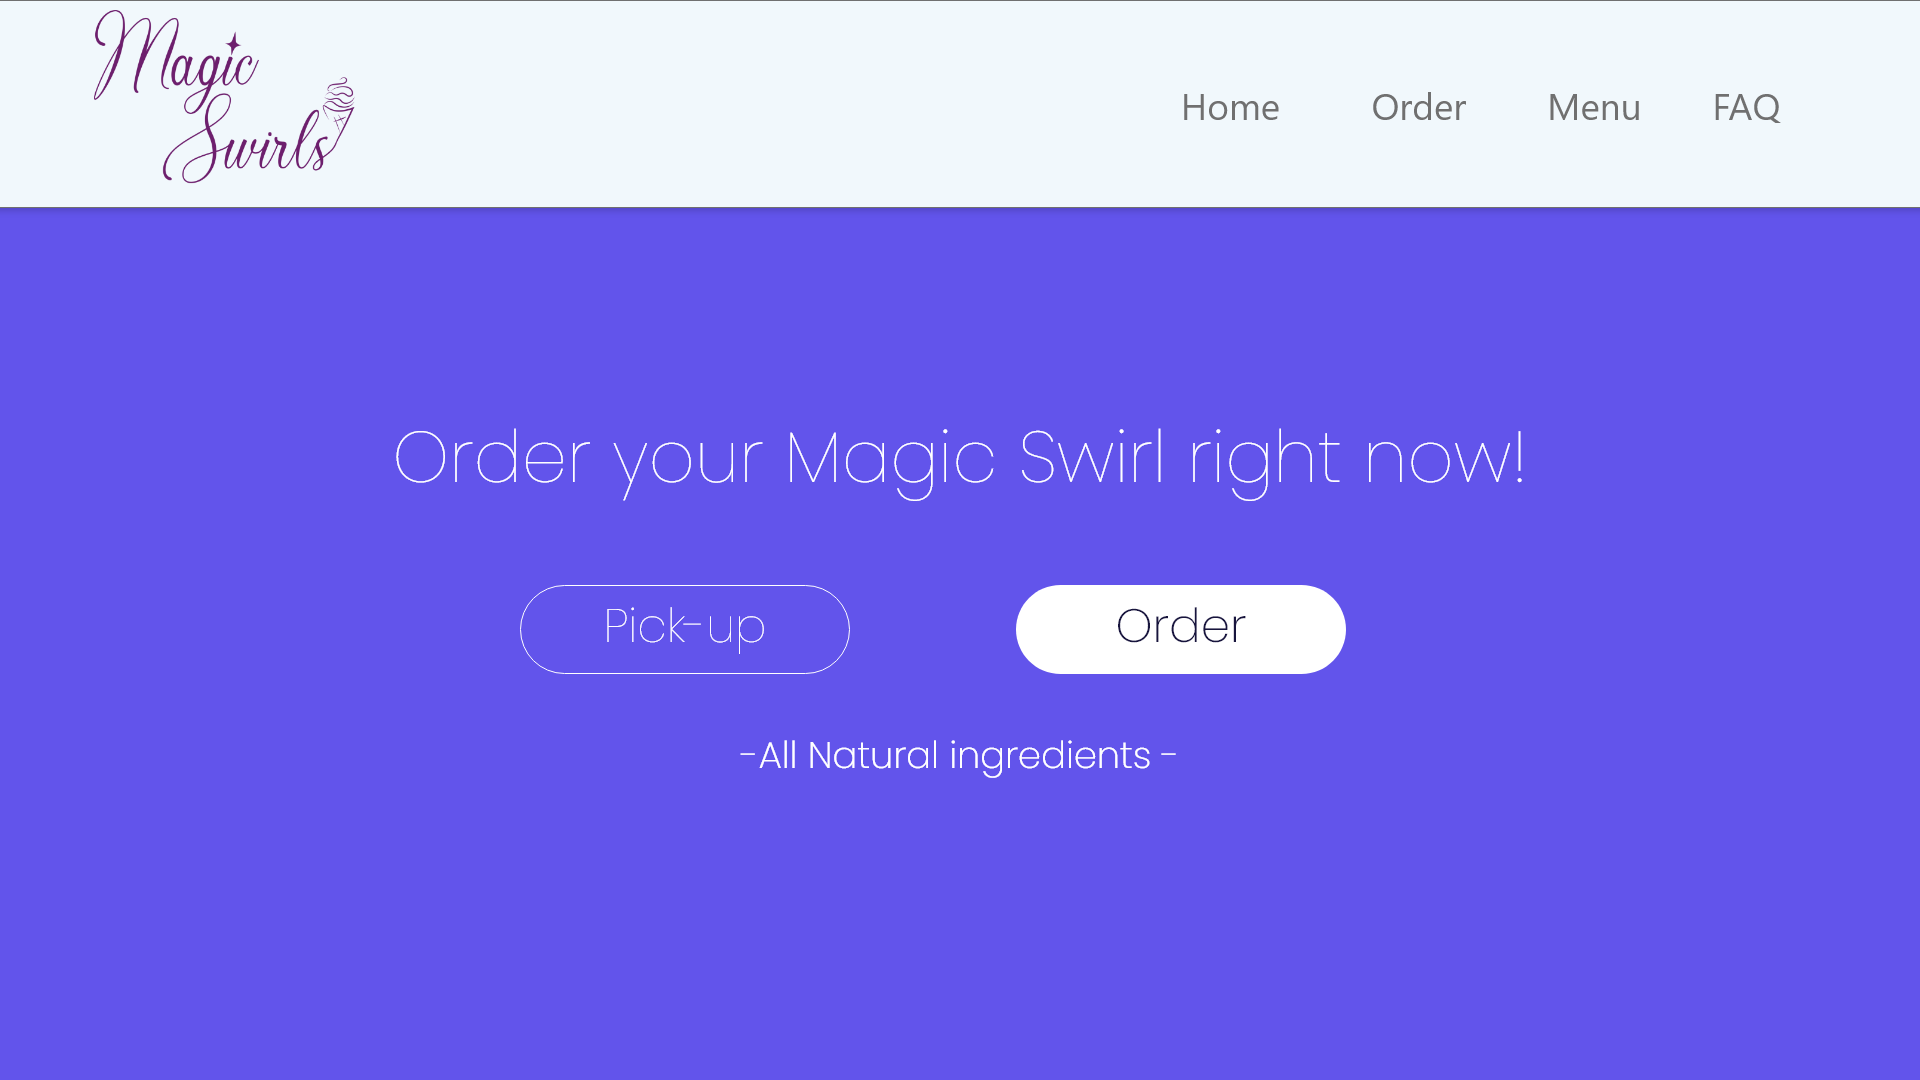 Magic
Swirls
Home Order Menu FAQ
Order your Magic Swirl right now!
Pick-up Order
-All Natural ingredients -